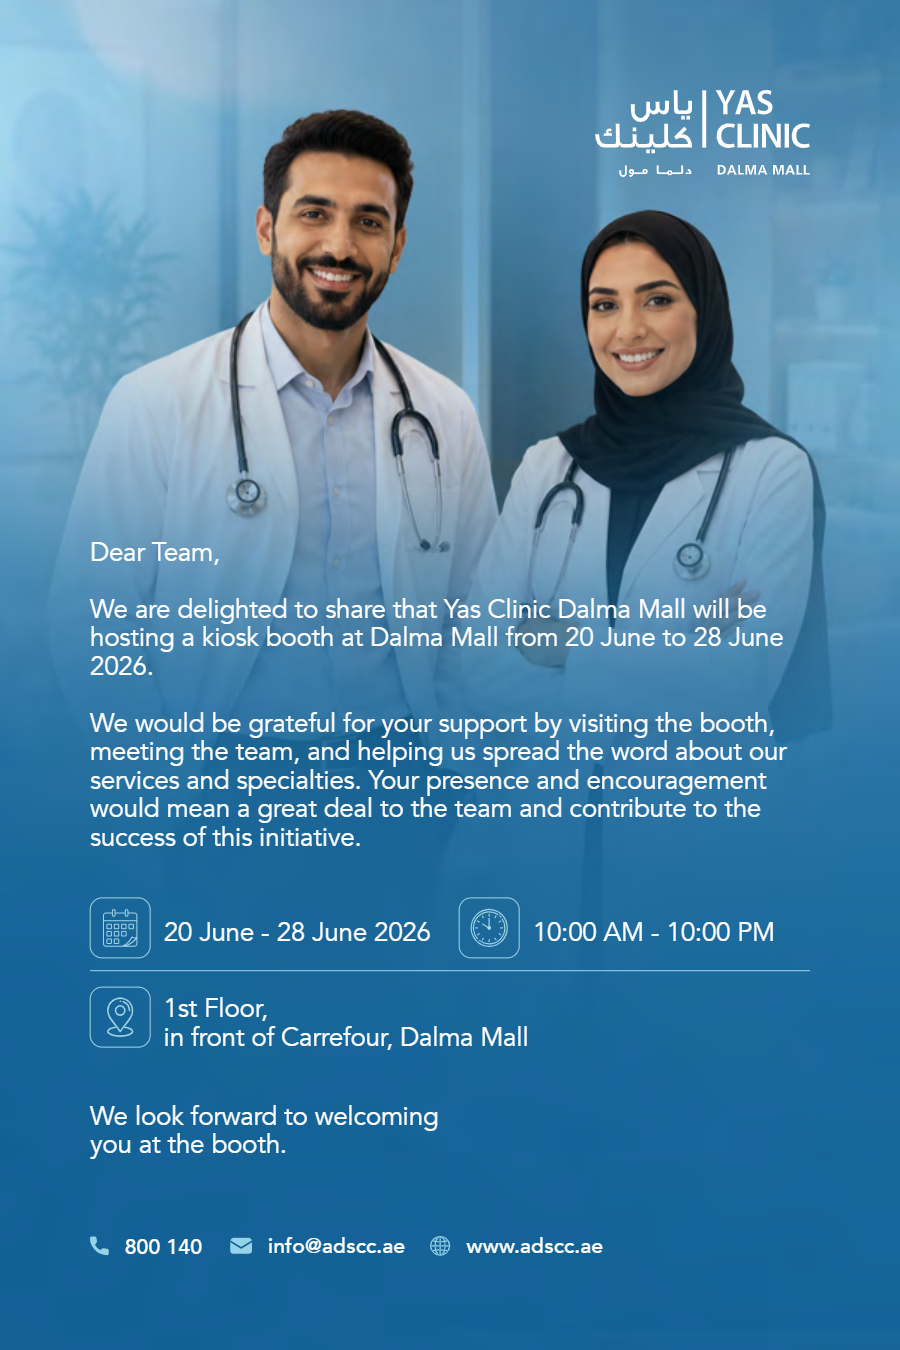 ياس
كلينك
دلما مول
YAS
CLINIC
DALMA MALL
Dear Team,
We are delighted to share that Yas Clinic Dalma Mall will be
hosting a kiosk booth at Dalma Mall from 20 June to 28 June
2026.
We would be grateful for your support by visiting the booth,
meeting the team, and helping us spread the word about our
services and specialties. Your presence and encouragement
would mean a great deal to the team and contribute to the
success of this initiative.
20 June - 28 June 2026
10:00 AM - 10:00 PM
1st Floor,
in front of Carrefour, Dalma Mall
We look forward to welcoming
you at the booth.
800 140
info@adscc.ae
www.adscc.ae